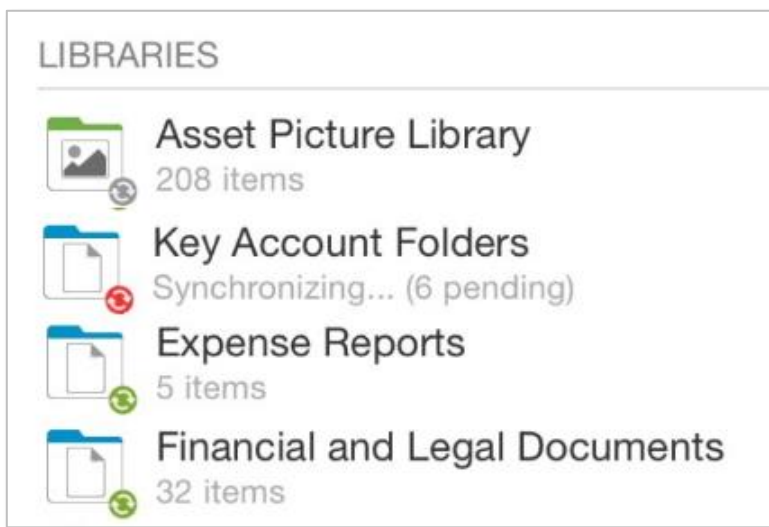 LIBRARIES
Asset Picture Library
208 items
Key Account Folders
Synchronizing... (6 pending)
Expense Reports
5 items
Financial and Legal Documents
32 items